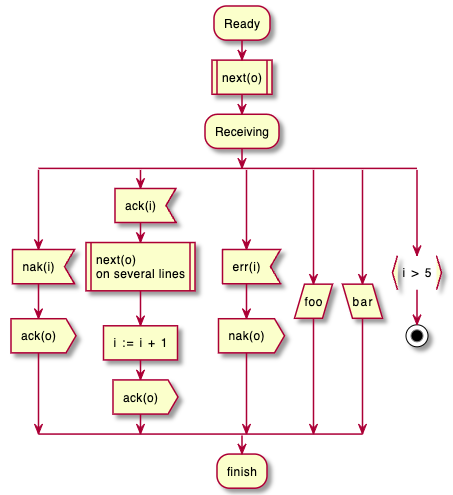 Ready
next(o)
Receiving
nak(i)
ack(o)
ack(i)
next(o)
on several lines
i := i + 1
ack(o)
err(i)
nak(o)
foo
bar
i > 5
finish